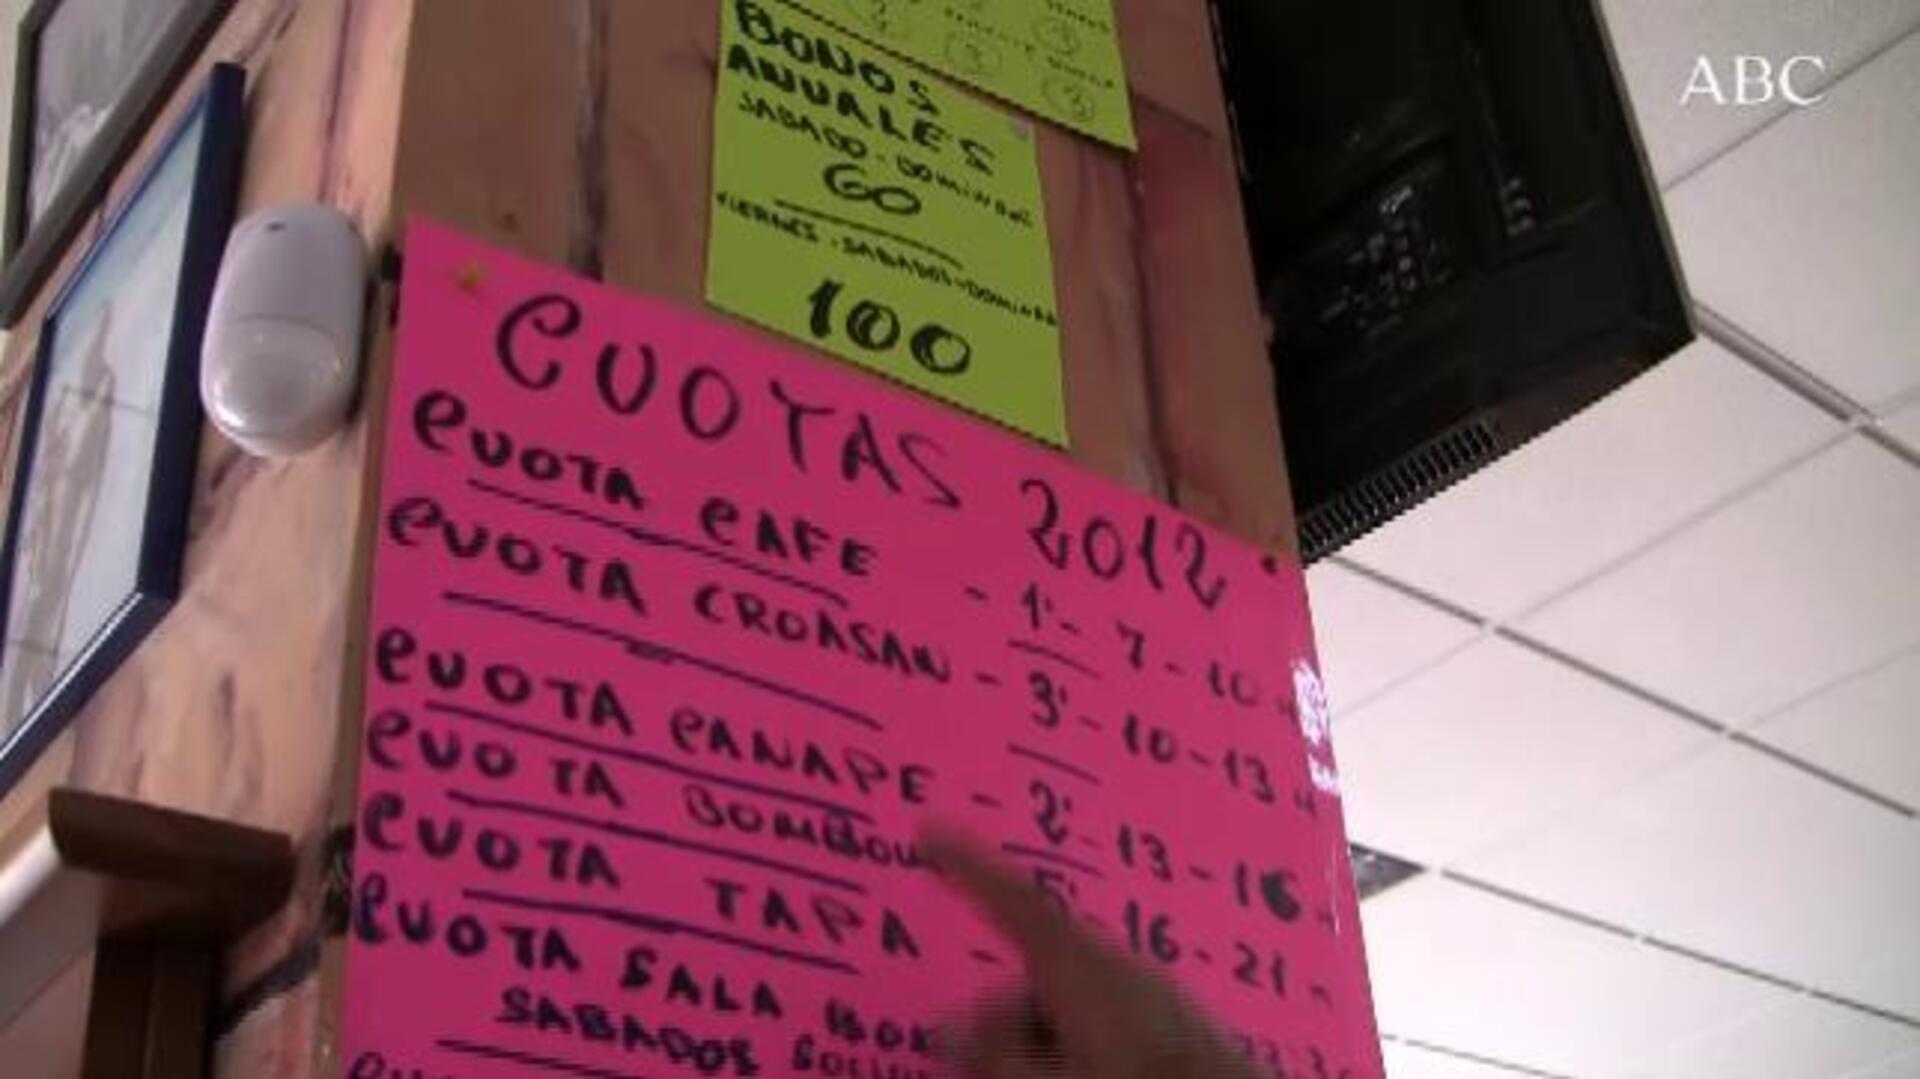 ABC
BONOS
ANUALES
SABADO - DOMINGO
60
VIERNES - SABADOS - DOMINGO
100
CUOTAS 2012
CUOTA CAFE - 1' - 7 - 10
CUOTA CROASAN - 3' - 10 - 13 H
CUOTA CANAPE - 2' - 13 - 16
CUOTA BOMBON 5' - 16 - 21
CUOTA TAPA -
CUOTA SALA
SABADOS